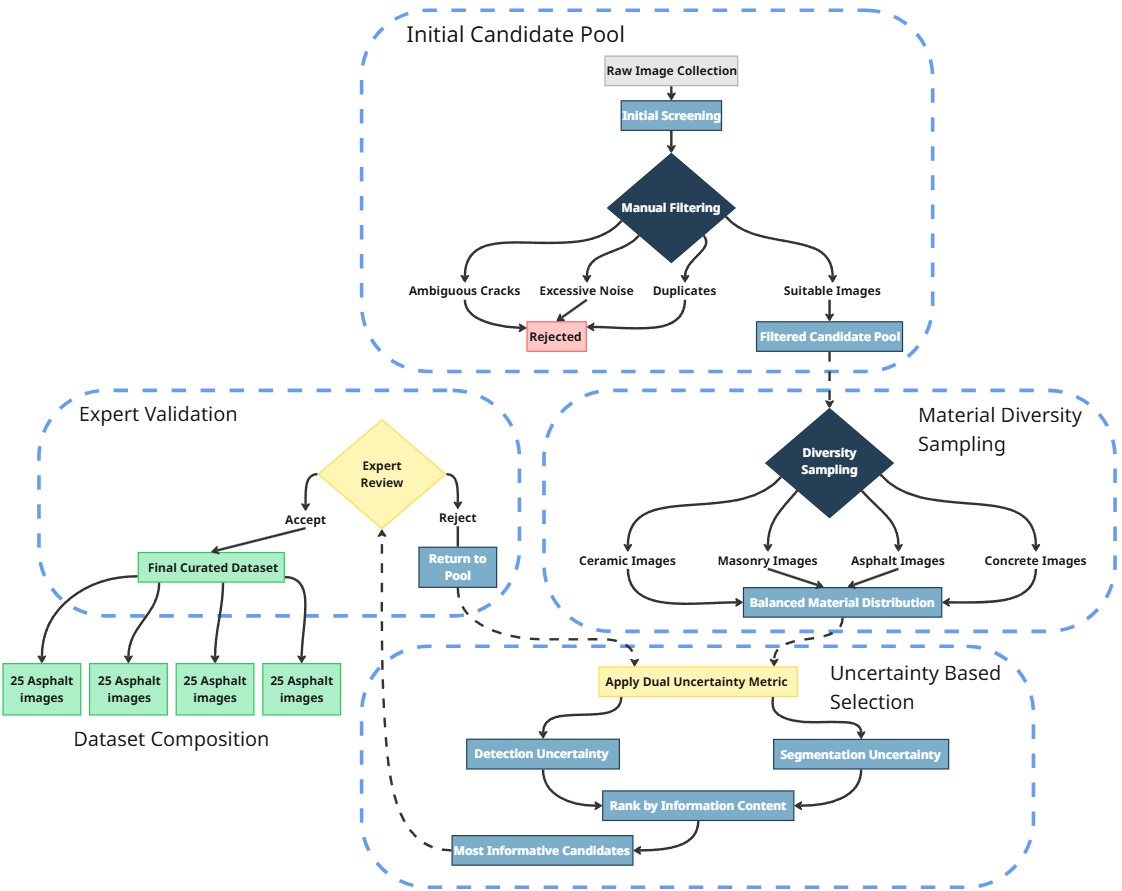 Initial Candidate Pool
Raw Image Collection
Initial Screening
Manual Filtering
Ambiguous Cracks
Excessive Noise
Duplicates
Suitable Images
Rejected
Filtered Candidate Pool
Expert Validation
Expert
Review
Accept
Reject
Final Curated Dataset
Return to
Pool
25 Asphalt
images
25 Asphalt
images
25 Asphalt
images
25 Asphalt
images
Dataset Composition
Material Diversity
Sampling
Diversity
Sampling
Ceramic Images
Masonry Images
Asphalt Images
Concrete Images
Balanced Material Distribution
Uncertainty Based
Selection
Apply Dual Uncertainty Metric
Detection Uncertainty
Segmentation Uncertainty
Rank by Information Content
Most Informative Candidates